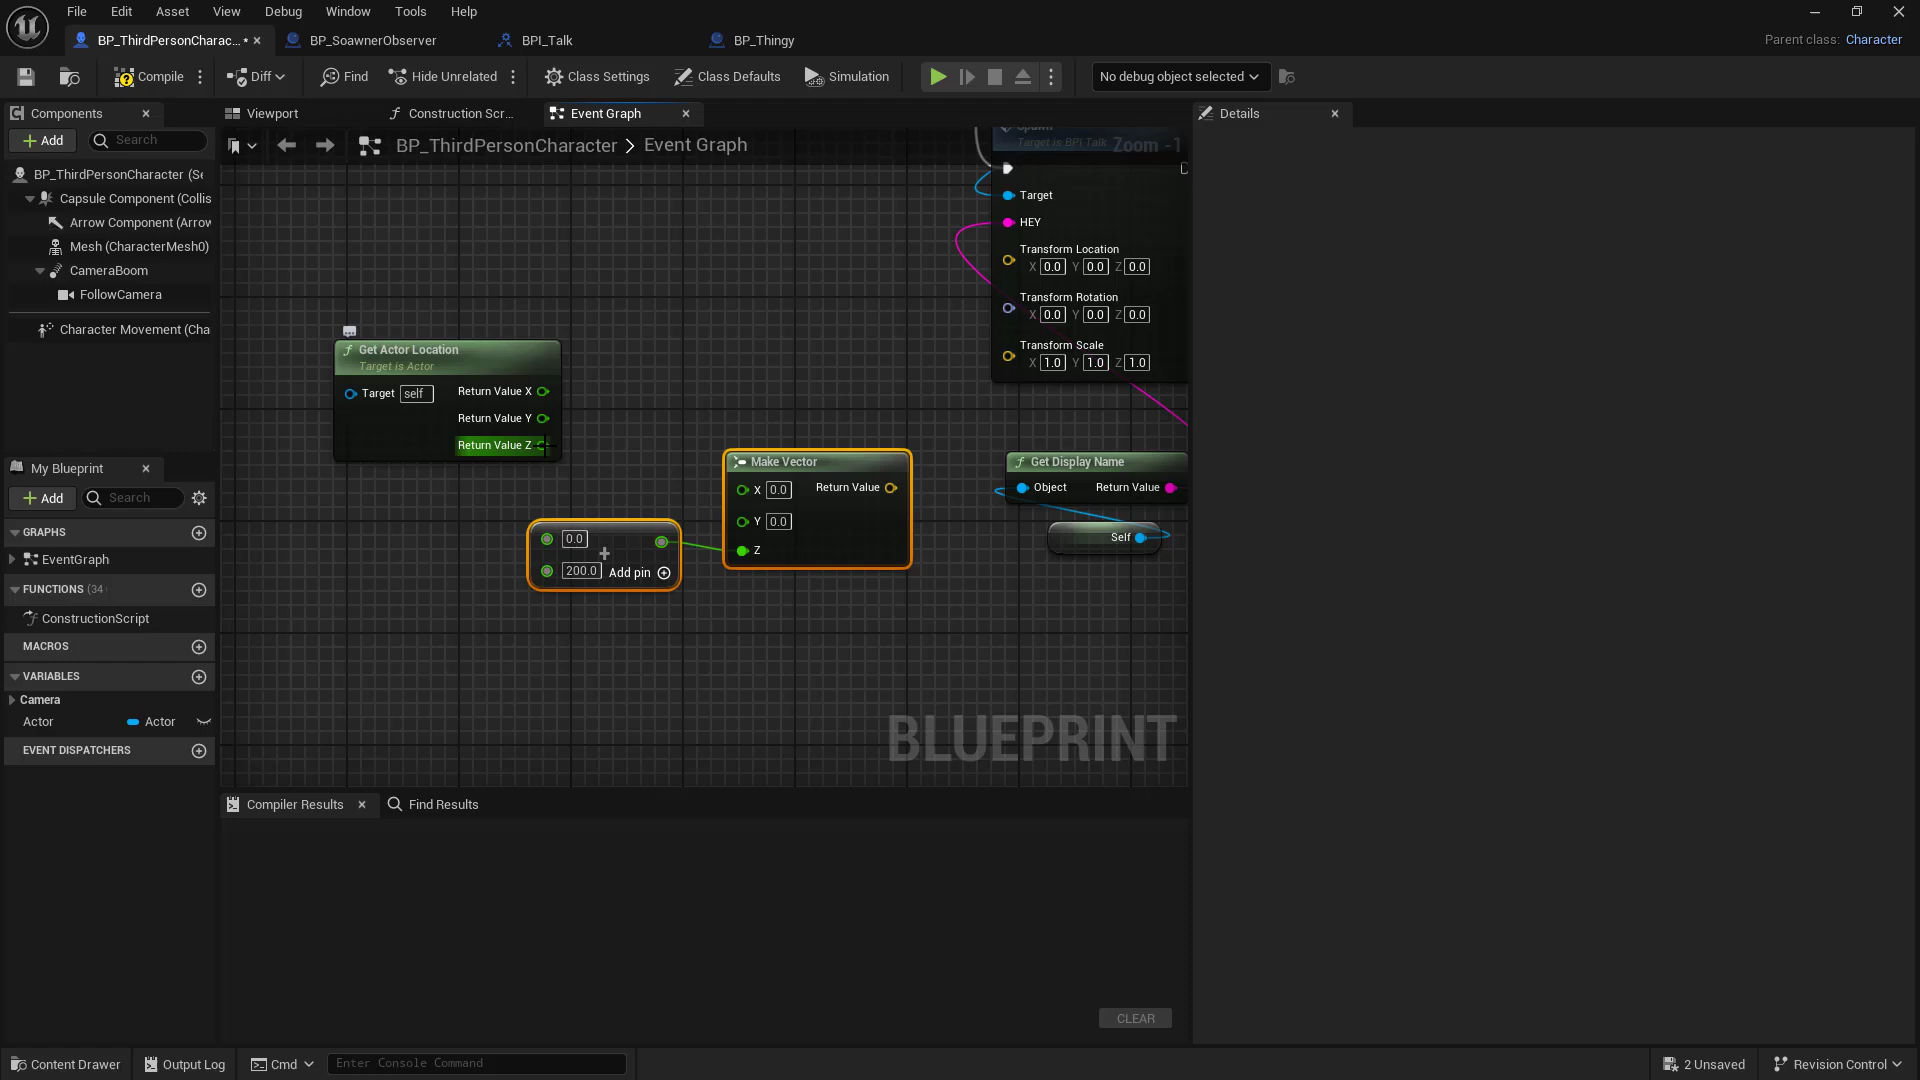 File Edit Asset View Debug Window Tools Help
BP_ThirdPersonCharac... • BP_SoawnerObserver BPI_Talk BP_Thingy Parent class: Character
Compile Diff Find Hide Unrelated Class Settings Class Defaults Simulation No debug object selected
Components Viewport Construction Scr... Event Graph Details
Add Search BP_ThirdPersonCharacter > Event Graph Zoom -1
Spawn
Target is BPI Talk
BP_ThirdPersonCharacter (Se
Capsule Component (Collis
Arrow Component (Arrow
Mesh (CharacterMesh0)
CameraBoom
FollowCamera
Character Movement (Cha
Target
HEY
Transform Location
X 0.0 Y 0.0 Z 0.0
Transform Rotation
X 0.0 Y 0.0 Z 0.0
Transform Scale
X 1.0 Y 1.0 Z 1.0
Get Actor Location
Target is Actor
Target self Return Value X
Return Value Y
Return Value Z
Make Vector
X 0.0 Return Value
Y 0.0
Z
Get Display Name
Object Return Value
Self
0.0
200.0 Add pin
BLUEPRINT
My Blueprint
Add Search
GRAPHS
EventGraph
FUNCTIONS (34
ConstructionScript
MACROS
VARIABLES
Camera
Actor Actor
EVENT DISPATCHERS
Compiler Results Find Results
CLEAR
Content Drawer Output Log Cmd Enter Console Command 2 Unsaved Revision Control